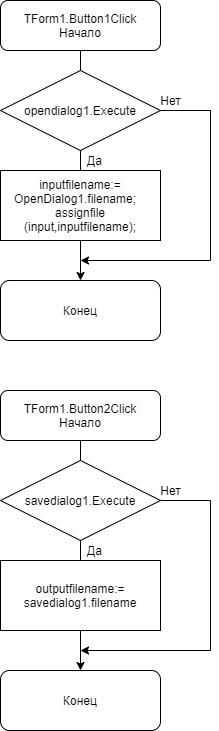 TForm1.Button1Click
Начало
opendialog1.Execute
Нет
Да
inputfilename:=
OpenDialog1.filename;
assignfile
(input,inputfilename);
Конец
TForm1.Button2Click
Начало
savedialog1.Execute
Нет
Да
outputfilename:=
savedialog1.filename
Конец